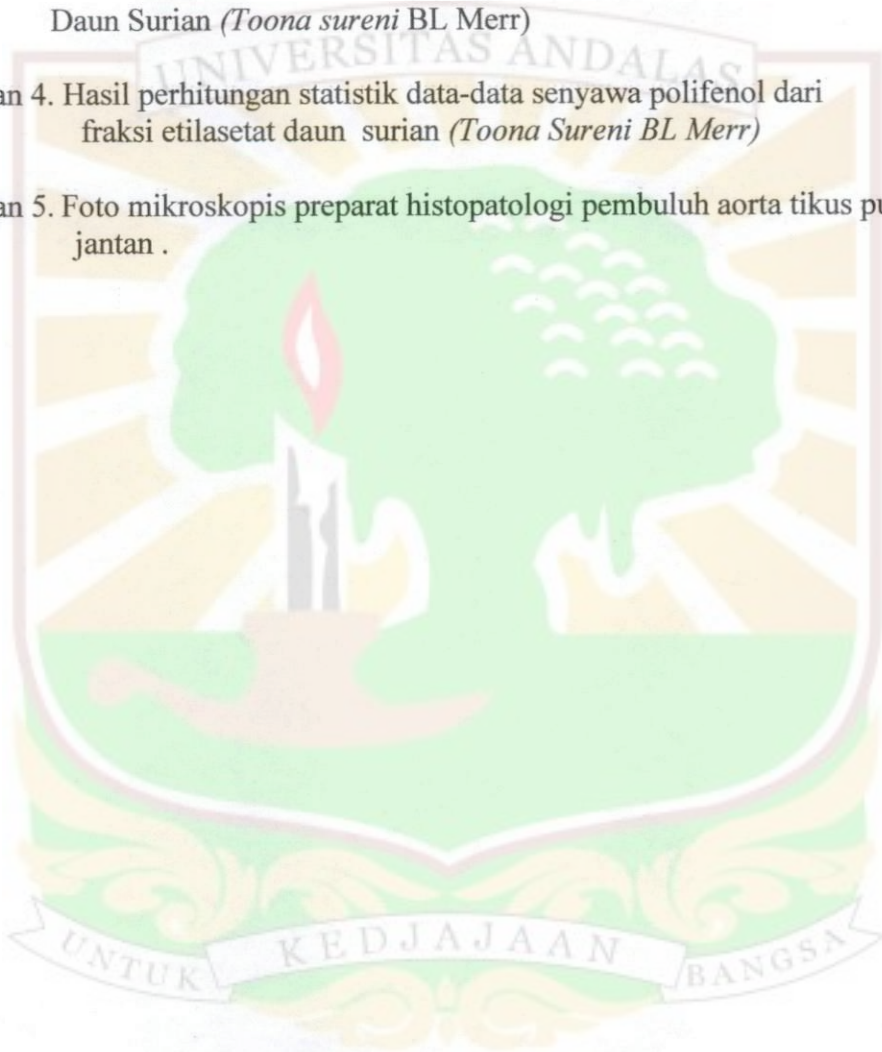 Daun Surian (Toona sureni BL Merr)
UNIVERSITAS ANDALAS
an 4. Hasil perhitungan statistik data-data senyawa polifenol dari
fraksi etilasetat daun surian (Toona Sureni BL Merr)
an 5. Foto mikroskopis preparat histopatologi pembuluh aorta tikus pu
jantan .
UNTUK KEDJAJAAN BANGSA